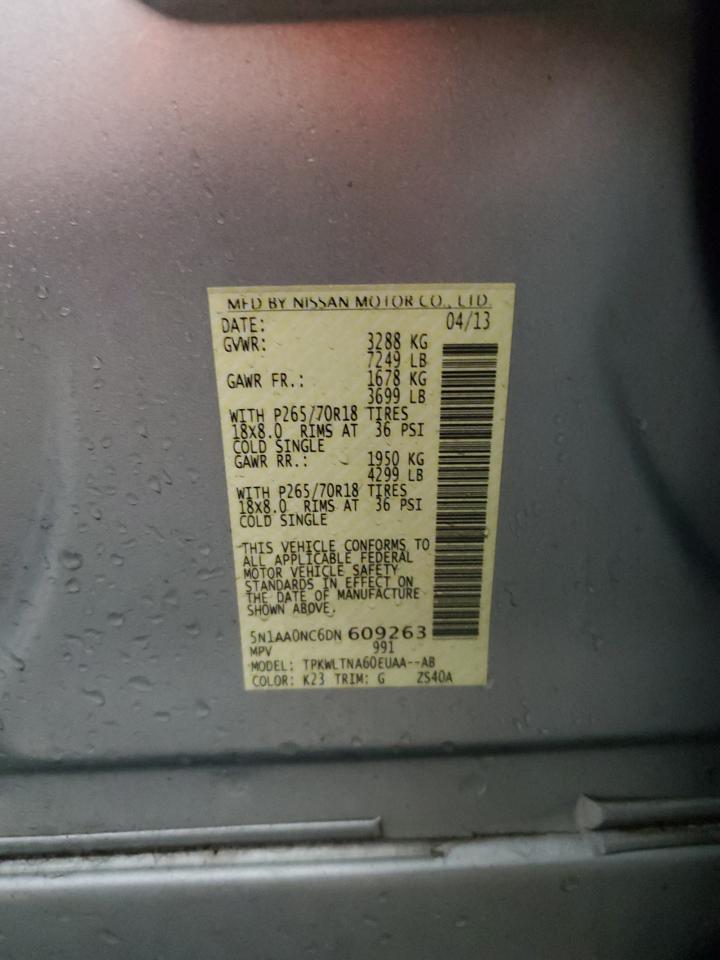 MFD BY NISSAN MOTOR CO., LTD.
DATE: 04/13
GVWR: 3288 KG
7249 LB
GAWR FR.: 1678 KG
3699 LB
WITH P265/70R18 TIRES
18X8.0 RIMS AT 36 PSI
COLD SINGLE
GAWR RR.: 1950 KG
4299 LB
WITH P265/70R18 TIRES
18X8.0 RIMS AT 36 PSI
COLD SINGLE
THIS VEHICLE CONFORMS TO
ALL APPLICABLE FEDERAL
MOTOR VEHICLE SAFETY
STANDARDS IN EFFECT ON
THE DATE OF MANUFACTURE
SHOWN ABOVE.
5N1AA0NC6DN 609263
MPV 991
MODEL: TPKWLTNA60EUAA--AB
COLOR: K23 TRIM: G ZS40A